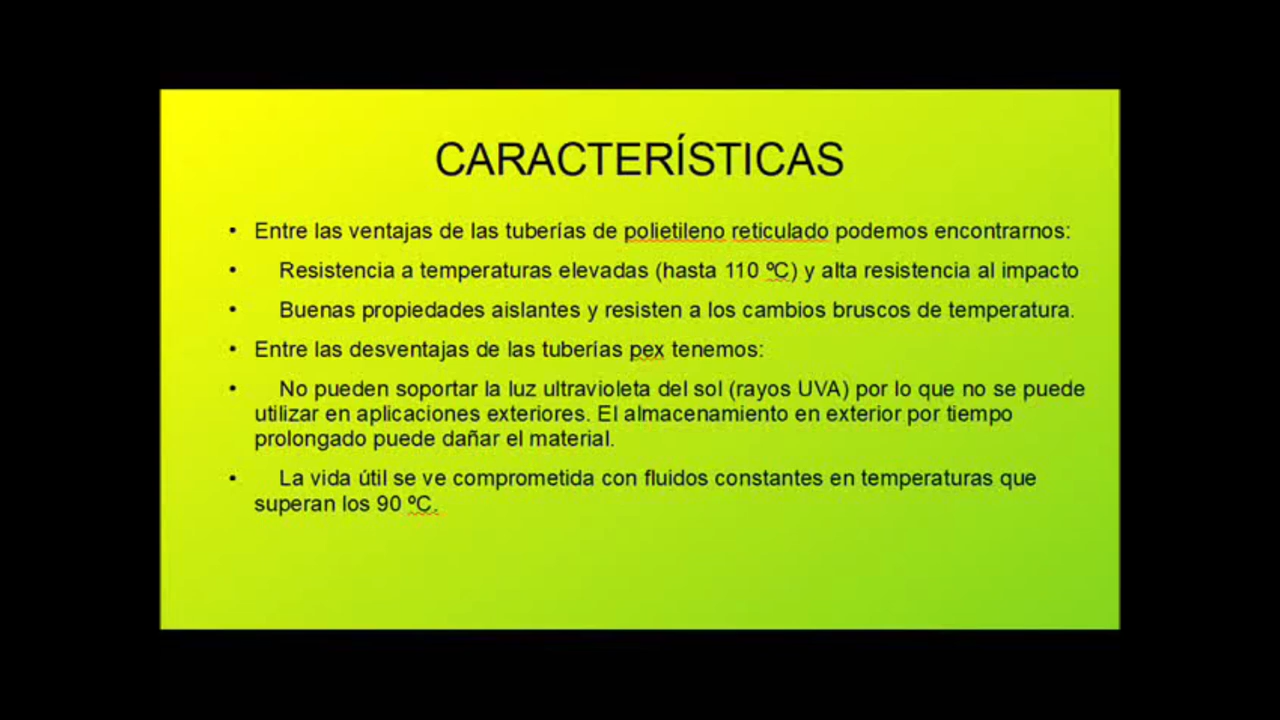 CARACTERÍSTICAS
• Entre las ventajas de las tuberías de polietileno reticulado podemos encontrarnos:
• Resistencia a temperaturas elevadas (hasta 110 ºC) y alta resistencia al impacto
• Buenas propiedades aislantes y resisten a los cambios bruscos de temperatura.
• Entre las desventajas de las tuberías pex tenemos:
• No pueden soportar la luz ultravioleta del sol (rayos UVA) por lo que no se puede
utilizar en aplicaciones exteriores. El almacenamiento en exterior por tiempo
prolongado puede dañar el material.
• La vida útil se ve comprometida con fluidos constantes en temperaturas que
superan los 90 ºC.